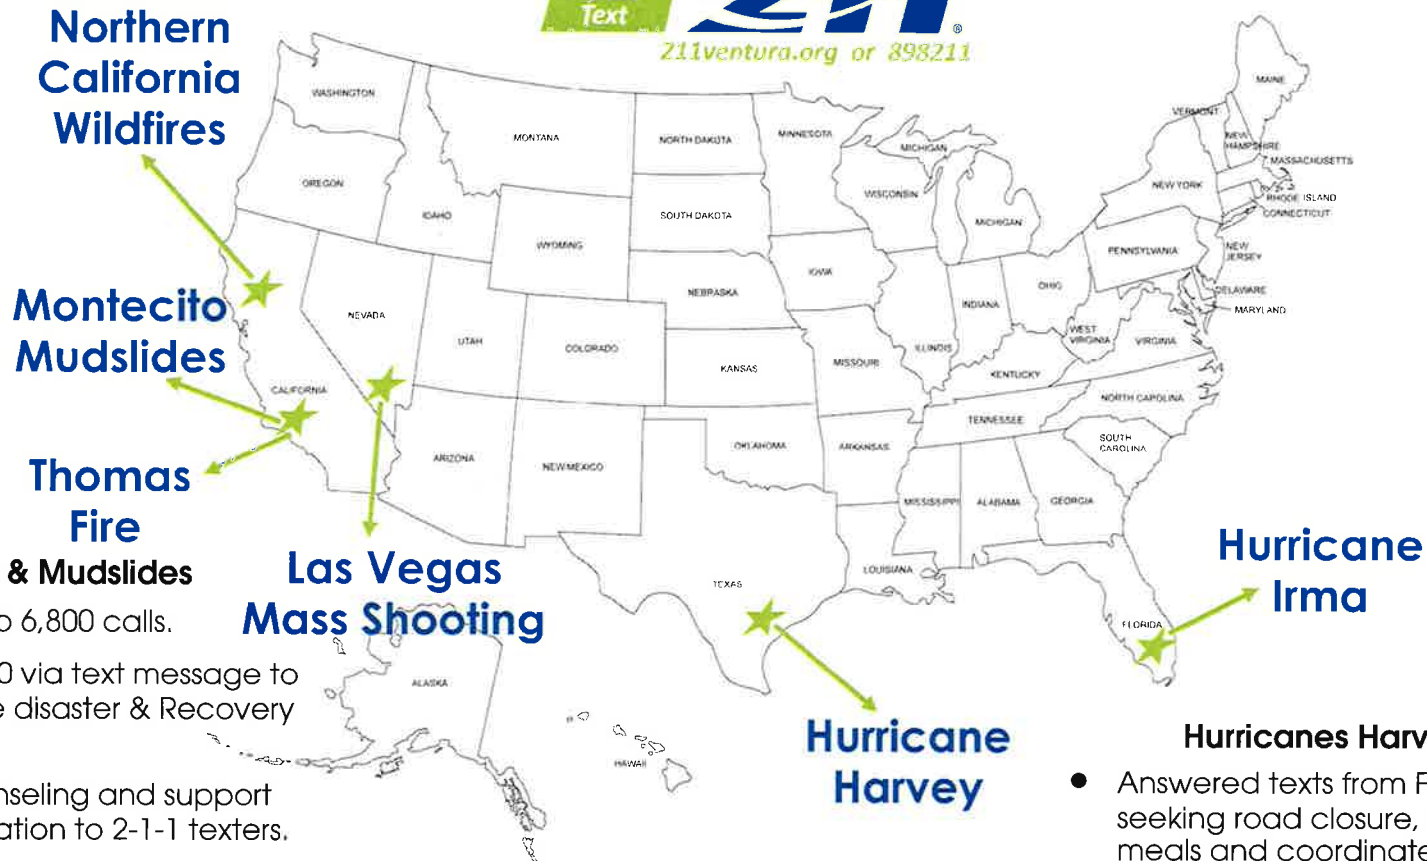 Text
211®
211ventura.org or 898211
Northern
California
Wildfires
Montecito
Mudslides
Thomas
Fire
Las Vegas
Mass Shooting
Hurricane
Harvey
Hurricane
Irma
WASHINGTON
OREGON
IDAHO
MONTANA
NORTH DAKOTA
SOUTH DAKOTA
MINNESOTA
WISCONSIN
MICHIGAN
MICHIGAN
WYOMING
NEBRASKA
IOWA
NEVADA
UTAH
COLORADO
KANSAS
MISSOURI
ILLINOIS
INDIANA
OHIO
CALIFORNIA
ARIZONA
NEW MEXICO
OKLAHOMA
ARKANSAS
TEXAS
LOUISIANA
MISSISSIPPI
ALABAMA
GEORGIA
FLORIDA
SOUTH
CAROLINA
NORTH CAROLINA
TENNESSEE
KENTUCKY
WEST
VIRGINIA
VIRGINIA
PENNSYLVANIA
NEW YORK
VERMONT
NEW
HAMPSHIRE
MAINE
MASSACHUSETTS
RHODE ISLAND
CONNECTICUT
NEW
JERSEY
DELAWARE
MARYLAND
ALASKA
HAWAII
& Mudslides
o 6,800 calls.
0 via text message to
e disaster & Recovery
nseling and support
ation to 2-1-1 texters.
Hurricanes Harv
● Answered texts from F
seeking road closure,
meals and coordinate